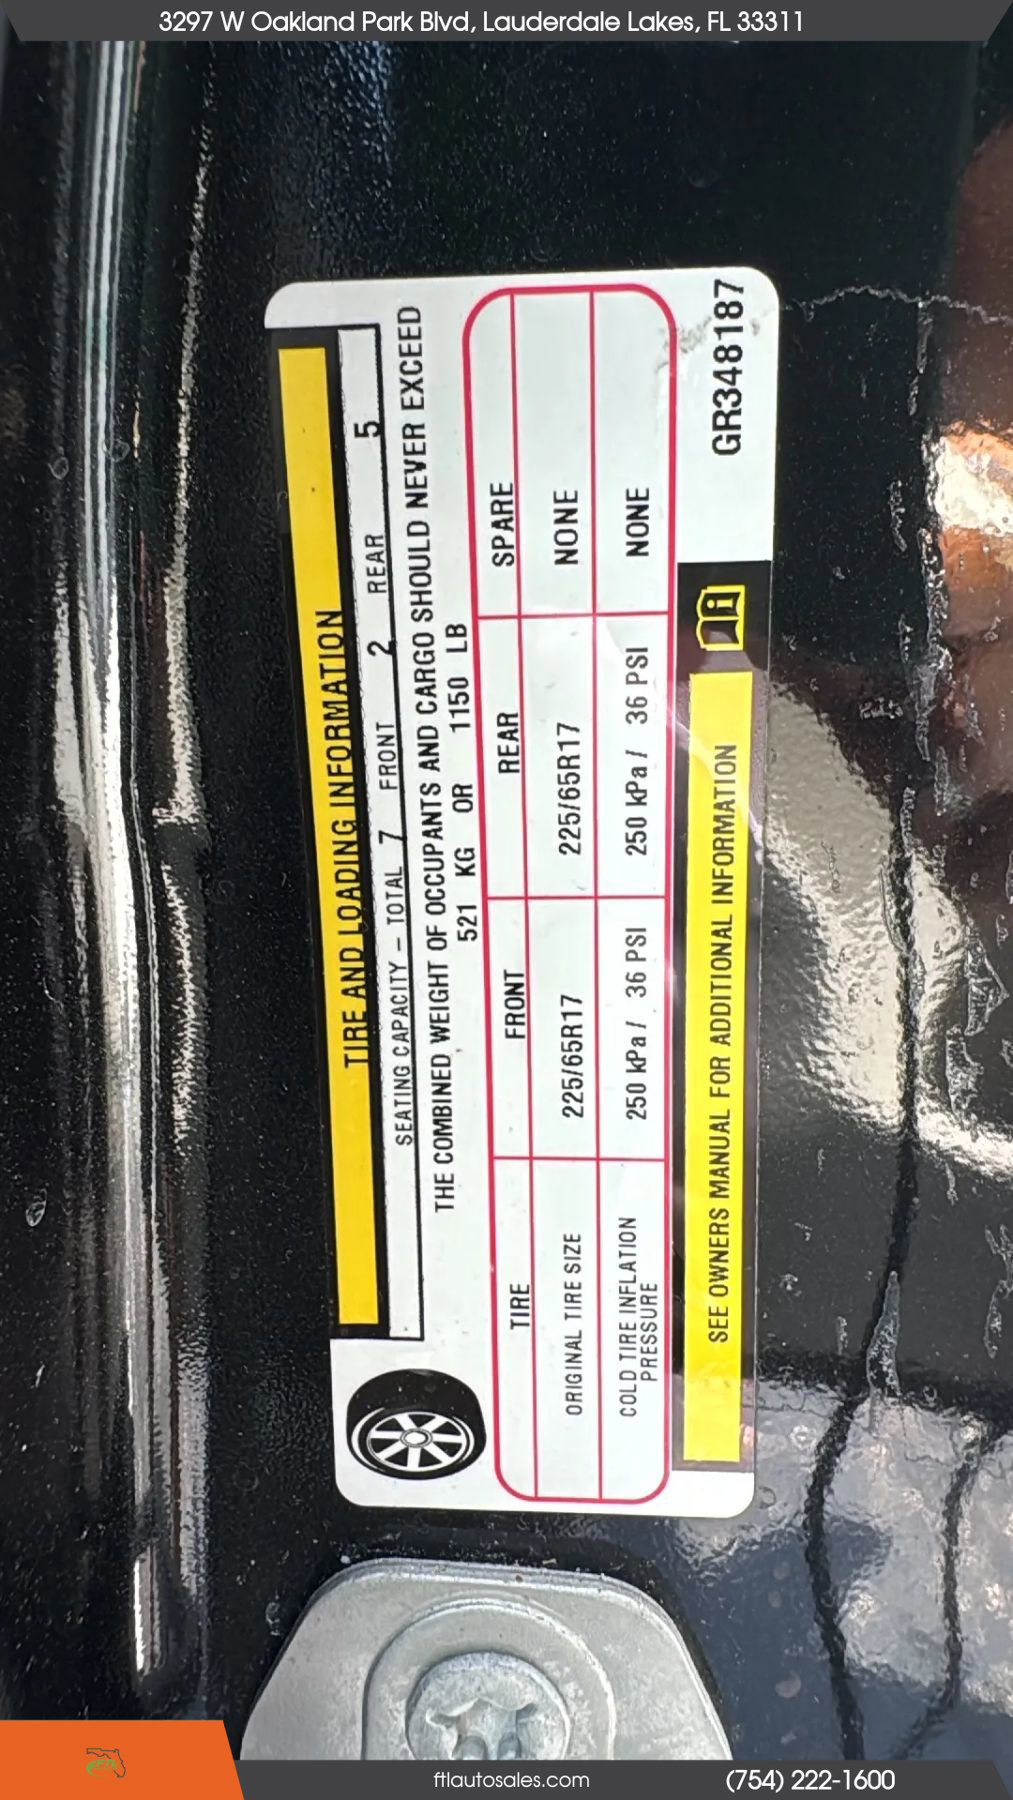 3297 W Oakland Park Blvd, Lauderdale Lakes, FL 33311
TIRE AND LOADING INFORMATION
SEATING CAPACITY – TOTAL 7 FRONT 2 REAR 5
THE COMBINED WEIGHT OF OCCUPANTS AND CARGO SHOULD NEVER EXCEED
521 KG OR 1150 LB
TIRE FRONT REAR SPARE
ORIGINAL TIRE SIZE 225/65R17 225/65R17 NONE
COLD TIRE INFLATION
PRESSURE 250 kPa / 36 PSI 250 kPa / 36 PSI NONE
SEE OWNERS MANUAL FOR ADDITIONAL INFORMATION
GR348187
ftlautosales.com
(754) 222-1600